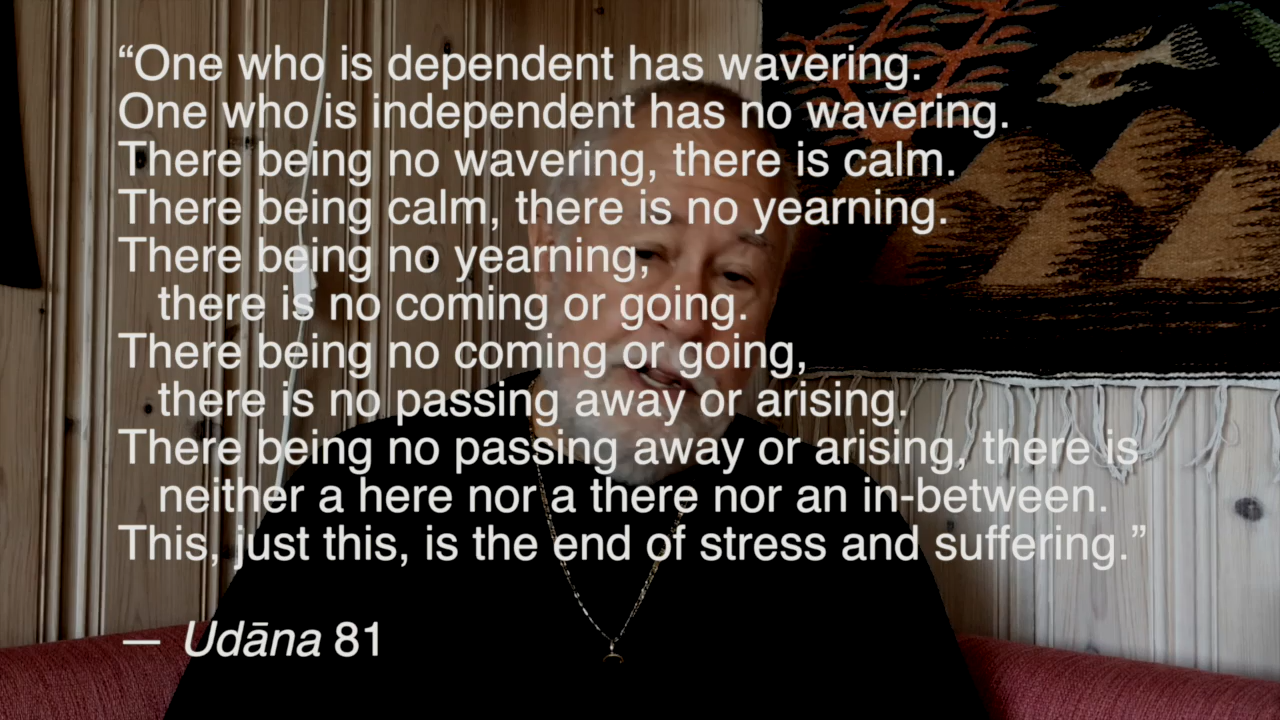 “One who is dependent has wavering.
One who is independent has no wavering.
There being no wavering, there is calm.
There being calm, there is no yearning.
There being no yearning,
there is no coming or going.
There being no coming or going,
there is no passing away or arising.
There being no passing away or arising, there is
neither a here nor a there nor an in-between.
This, just this, is the end of stress and suffering.”
— Udāna 81